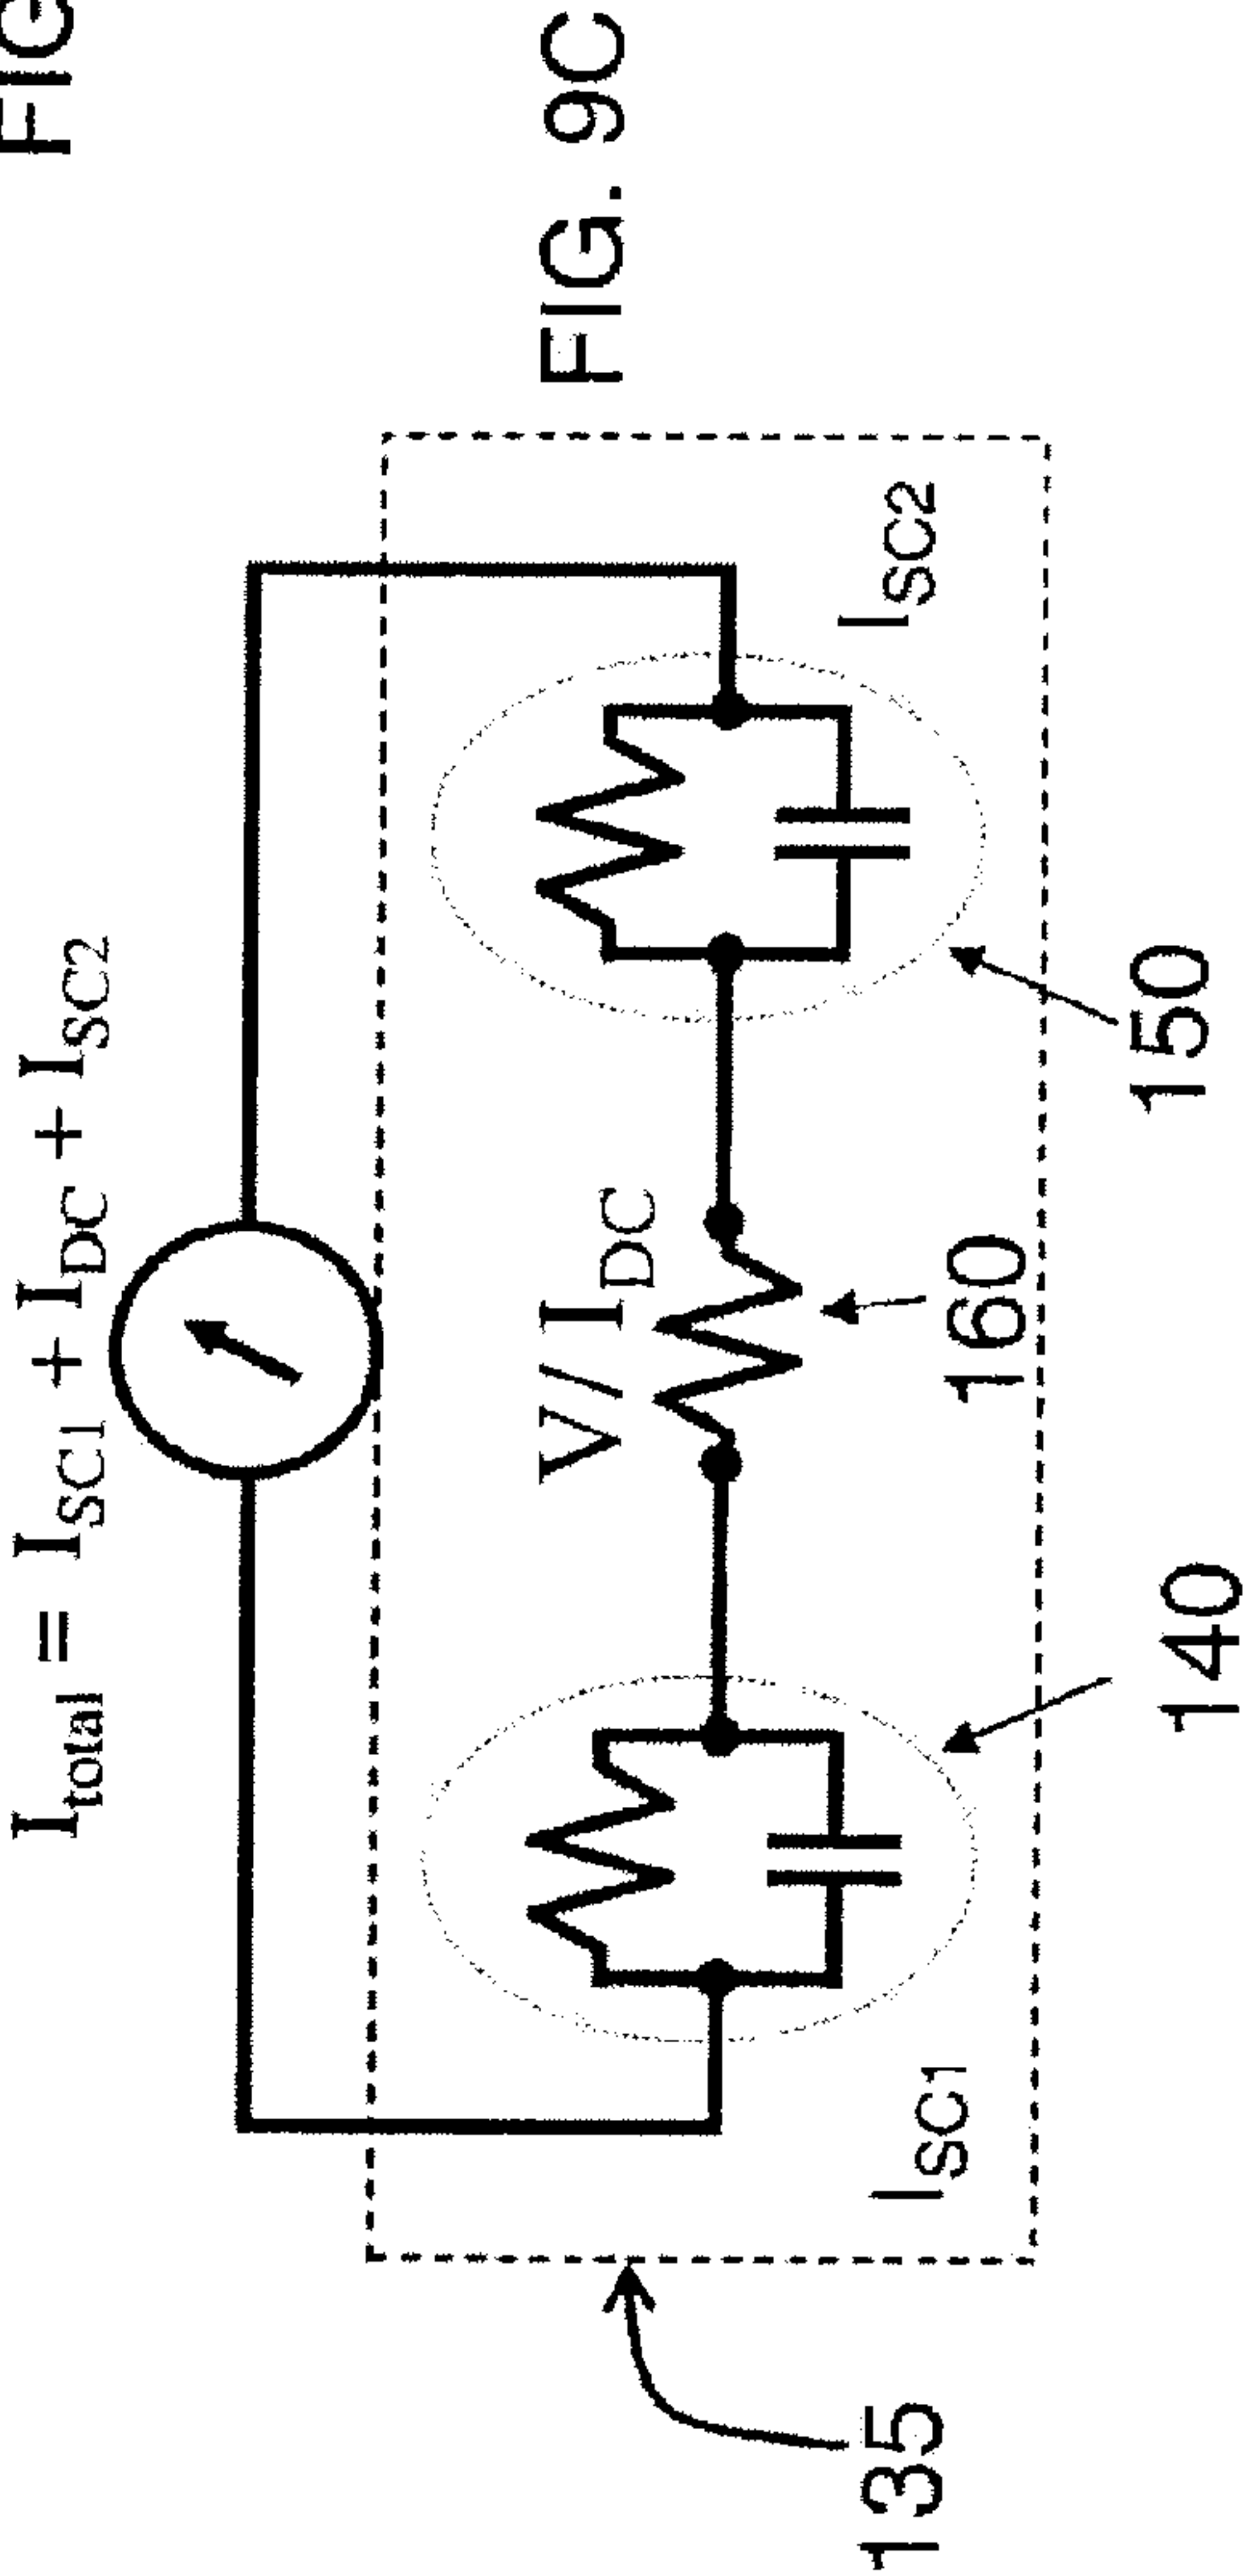 FIG
I_total = I_SC1 + I_DC + I_SC2
FIG. 9C
V/I_DC
I_SC1
I_SC2
135
140
160
150